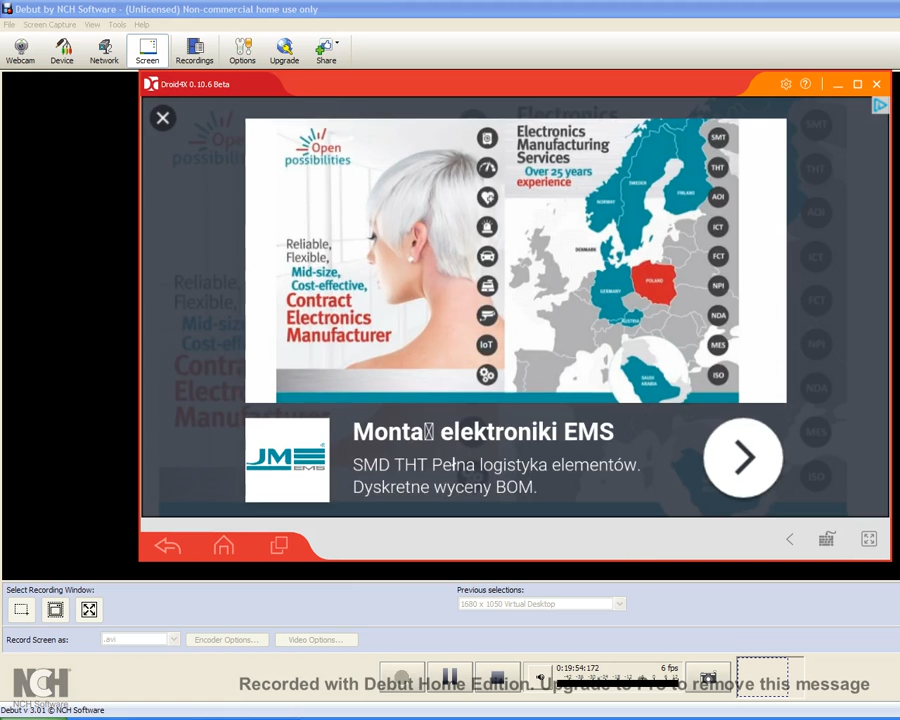 Debut by NCH Software - (Unlicensed) Non-commercial home use only
File Screen Capture View Tools Help
Webcam Device Network Screen Recordings Options Upgrade Share
Droid4X 0.10.6 Beta
Open
possibilities
Reliable,
Flexible,
Mid-size,
Cost-effective,
Contract
Electronics
Manufacturer
IoT
Electronics
Manufacturing
Services
Over 25 years
experience
NORWAY
SWEDEN
FINLAND
DENMARK
GERMANY
POLAND
AUSTRIA
SAUDI
ARABIA
SMT
THT
AOI
ICT
FCT
NPI
NDA
MES
ISO
JM EMS
Monta▯ elektroniki EMS
SMD THT Pełna logistyka elementów.
Dyskretne wyceny BOM.
Select Recording Window:
Previous selections:
1680 x 1050 Virtual Desktop
Record Screen as:
.avi
Encoder Options...
Video Options...
0:19:54:172
6 fps
NCH
NCH Software
Recorded with Debut Home Edition. Upgrade to Pro to remove this message
Debut v 3.01 © NCH Software